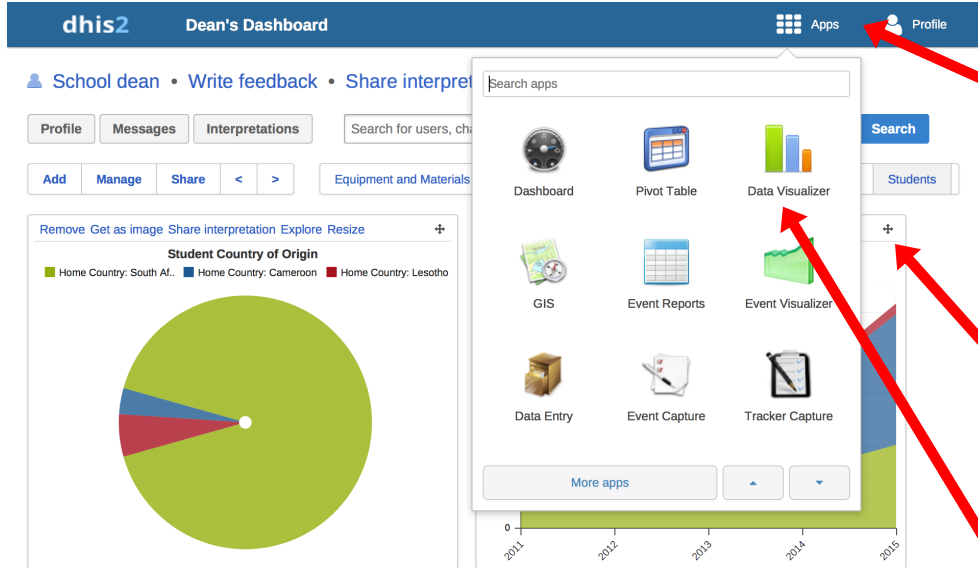 dhis2 Dean's Dashboard Apps Profile
School dean • Write feedback • Share interpret
Search apps
Profile Messages Interpretations Search for users, cha Search
Add Manage Share < > Equipment and Materials Students
Dashboard Pivot Table Data Visualizer
Remove Get as image Share interpretation Explore Resize
Student Country of Origin
Home Country: South Af.. Home Country: Cameroon Home Country: Lesotho
GIS Event Reports Event Visualizer
Data Entry Event Capture Tracker Capture
More apps
0
2011 2012 2013 2014 2015